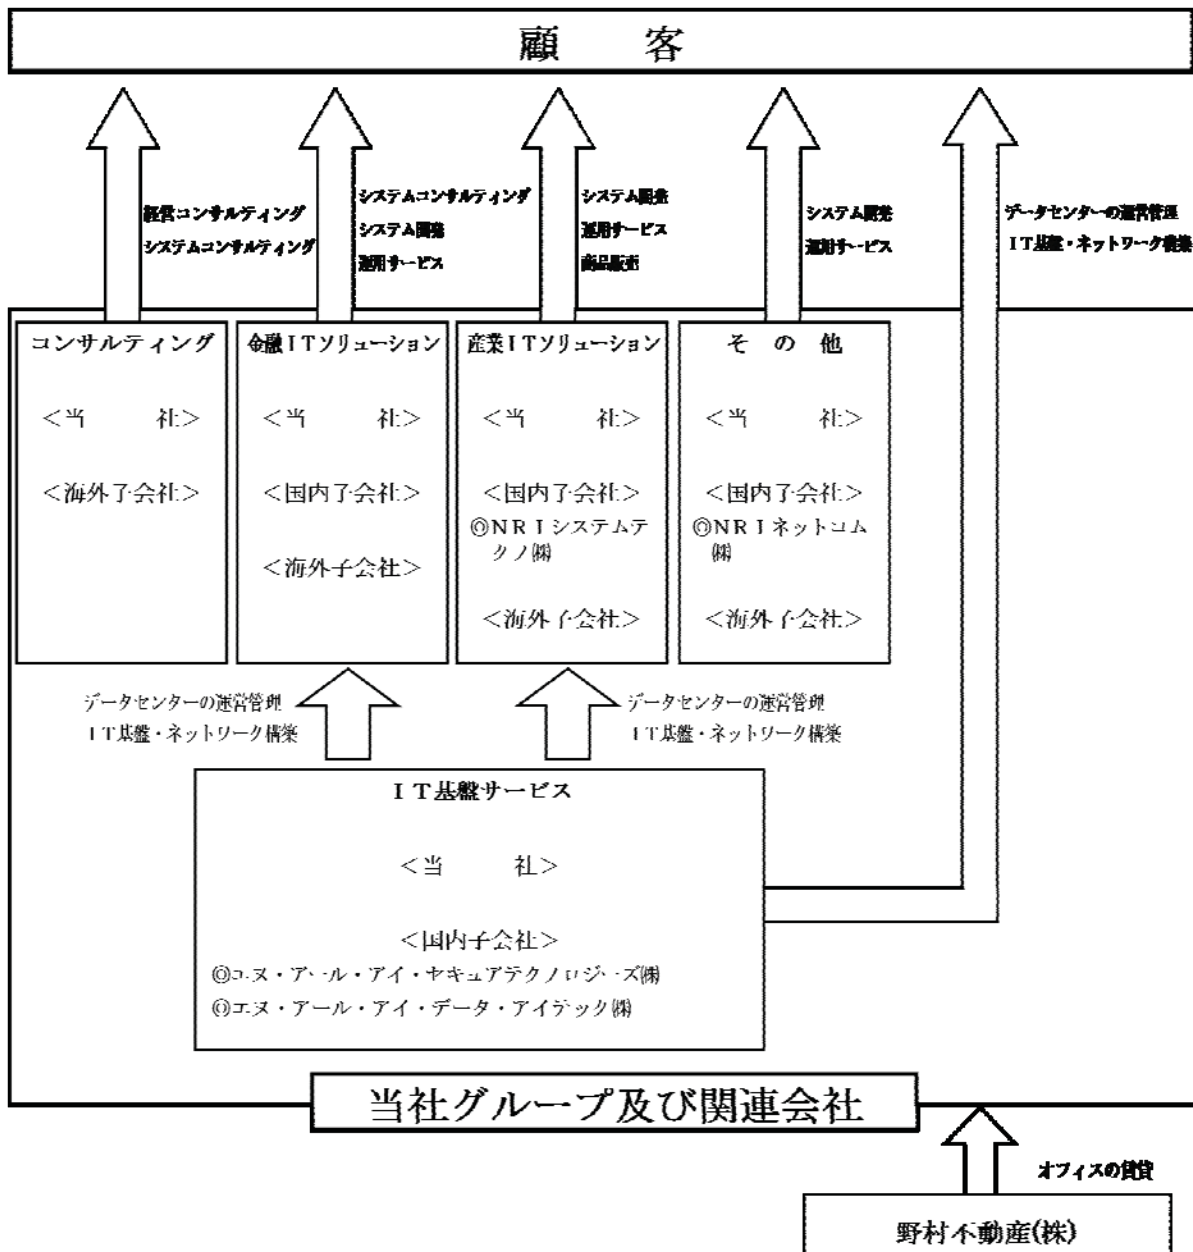 顧　　客
経営コンサルティング
システムコンサルティング
システムコンサルティング
システム開発
運用サービス
システム開発
運用サービス
商品販売
システム開発
運用サービス
データセンターの運営管理
ＩＴ基盤・ネットワーク構築
コンサルティング
＜当　　　社＞
＜海外子会社＞
金融ＩＴソリューション
＜当　　　社＞
＜国内子会社＞
＜海外子会社＞
産業ＩＴソリューション
＜当　　　社＞
＜国内子会社＞
◎ＮＲＩシステムテ
クノ㈱
＜海外子会社＞
そ　の　他
＜当　　　社＞
＜国内子会社＞
◎ＮＲＩネットコム
㈱
＜海外子会社＞
データセンターの運営管理
ＩＴ基盤・ネットワーク構築
データセンターの運営管理
ＩＴ基盤・ネットワーク構築
ＩＴ基盤サービス
＜当　　　社＞
＜国内子会社＞
◎エヌ・アール・アイ・セキュアテクノロジーズ㈱
◎エヌ・アール・アイ・データ・アイテック㈱
当社グループ及び関連会社
オフィスの賃貸
野村不動産(株)